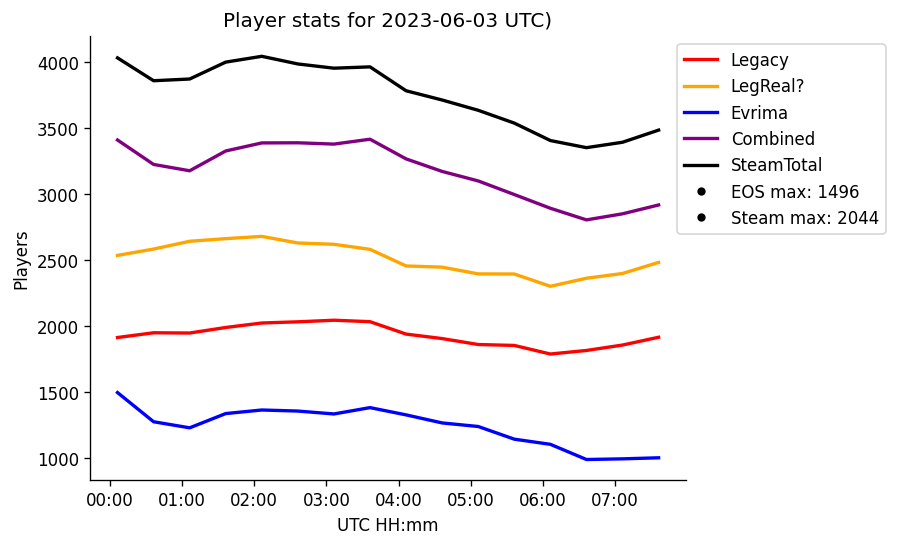 Player stats for 2023-06-03 UTC)
Legacy
LegReal?
Evrima
Combined
SteamTotal
EOS max: 1496
Steam max: 2044
Players
4000
3500
3000
2500
2000
1500
1000
00:00 01:00 02:00 03:00 04:00 05:00 06:00 07:00
UTC HH:mm